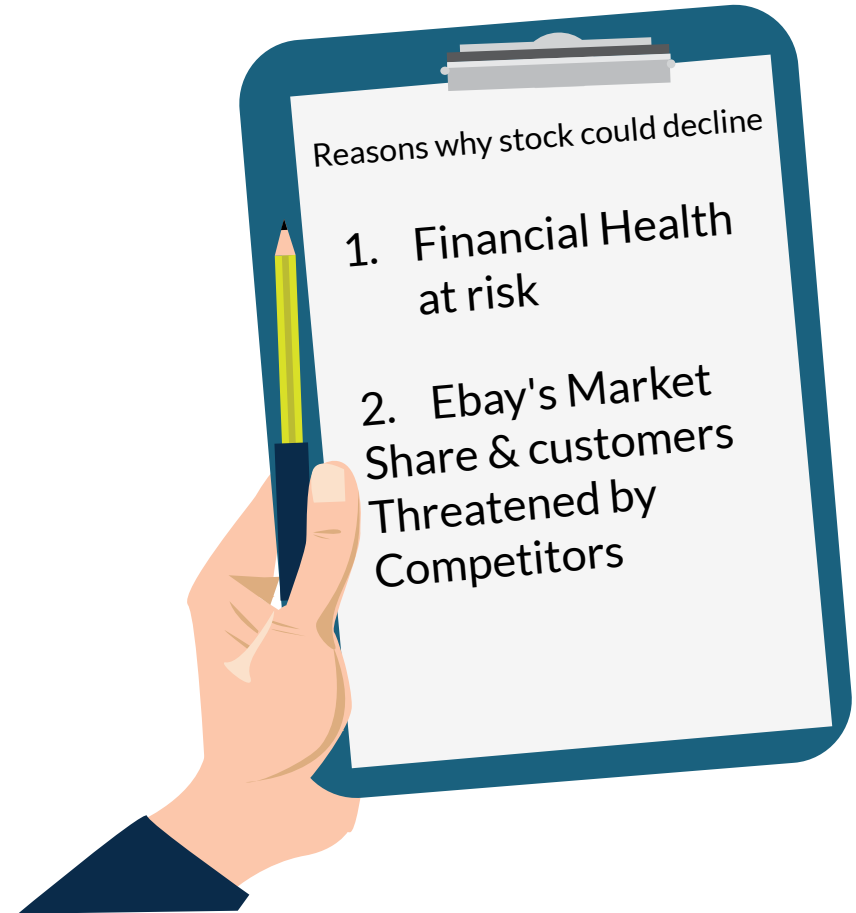 Reasons why stock could decline
1. Financial Health
at risk
2. Ebay's Market
Share & customers
Threatened by
Competitors